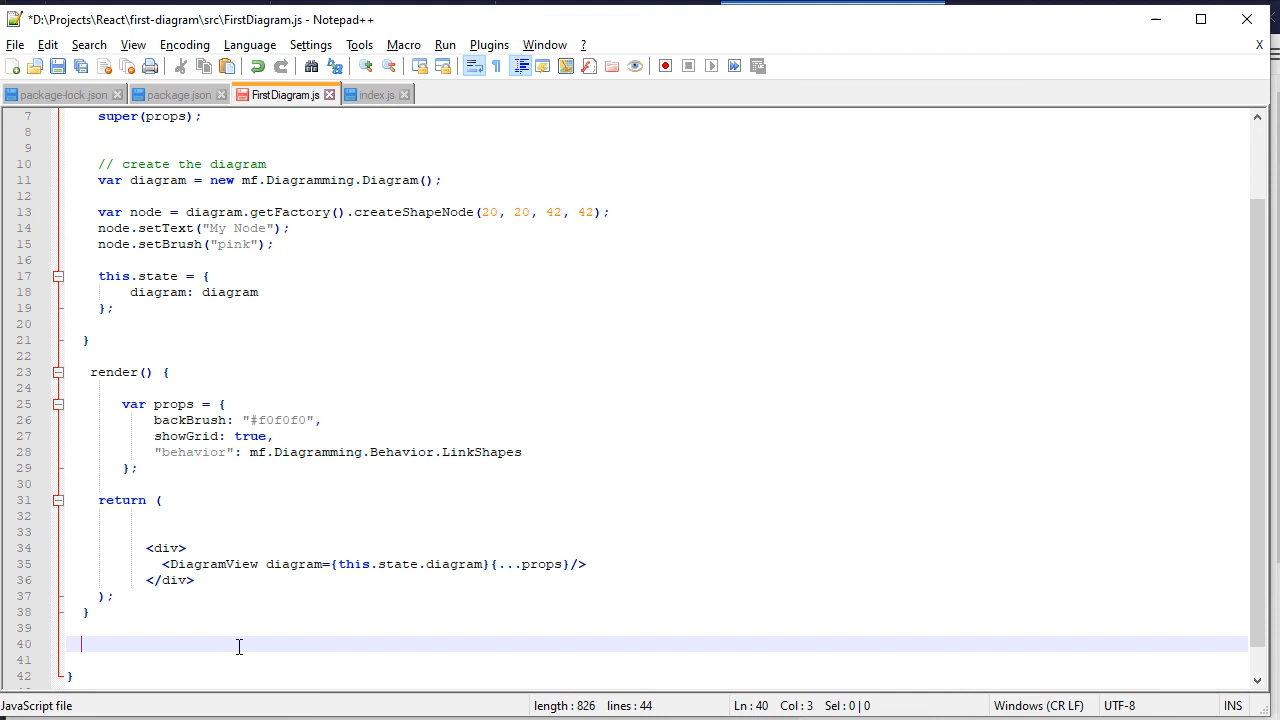 *D:\Projects\React\first-diagram\src\FirstDiagram.js - Notepad++
File Edit Search View Encoding Language Settings Tools Macro Run Plugins Window ? X
package-lock.json package.json FirstDiagram.js index.js
7 super(props);
8
9
10 // create the diagram
11 var diagram = new mf.Diagramming.Diagram();
12
13 var node = diagram.getFactory().createShapeNode(20, 20, 42, 42);
14 node.setText("My Node");
15 node.setBrush("pink");
16
17 this.state = {
18 diagram: diagram
19 };
20
21 }
22
23 render() {
24
25 var props = {
26 backBrush: "#f0f0f0",
27 showGrid: true,
28 "behavior": mf.Diagramming.Behavior.LinkShapes
29 };
30
31 return (
32
33
34 <div>
35 <DiagramView diagram={this.state.diagram}{...props}/>
36 </div>
37 );
38 }
39
40
41
42 }
JavaScript file length : 826 lines : 44 Ln : 40 Col : 3 Sel : 0 | 0 Windows (CR LF) UTF-8 INS